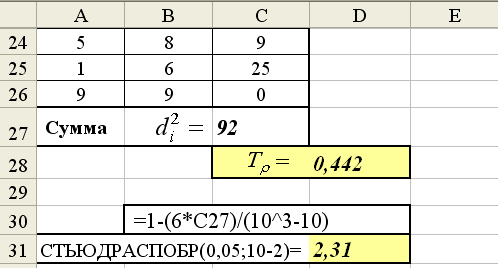 A B C D E
24 5 8 9
25 1 6 25
26 9 9 0
27 Сумма d_i^2 = 92
28 T_ρ = 0,442
29
30 =1-(6*C27)/(10^3-10)
31 СТЬЮДРАСПОБР(0,05;10-2)= 2,31